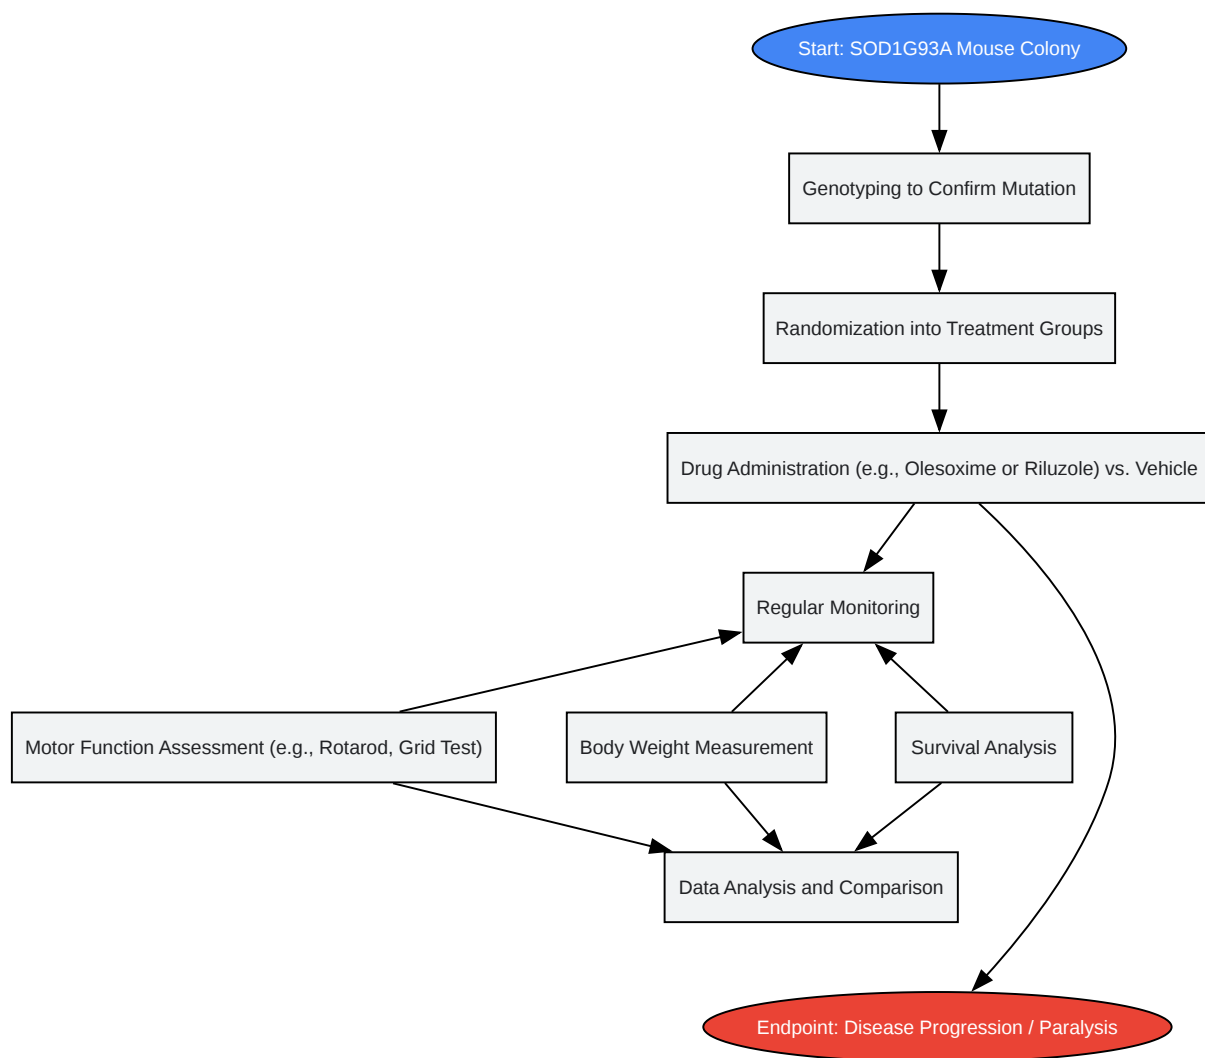 Start: SOD1G93A Mouse Colony
Genotyping to Confirm Mutation
Randomization into Treatment Groups
Drug Administration (e.g., Olesoxime or Riluzole) vs. Vehicle
Regular Monitoring
Motor Function Assessment (e.g., Rotarod, Grid Test)
Body Weight Measurement
Survival Analysis
Data Analysis and Comparison
Endpoint: Disease Progression / Paralysis